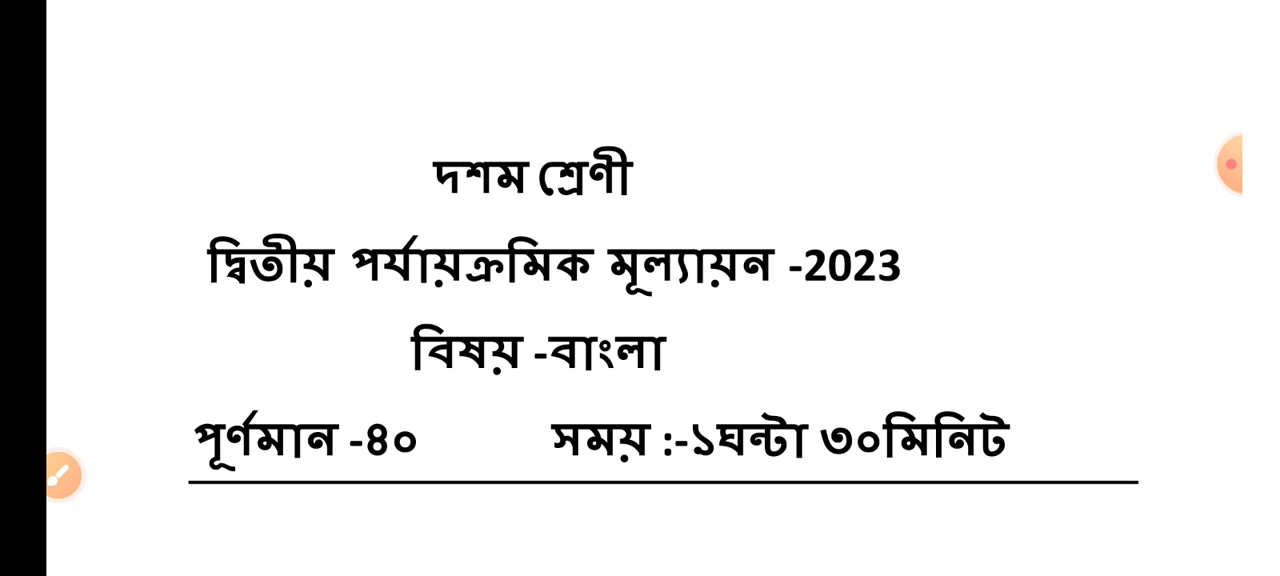 দশম শ্রেণী
দ্বিতীয় পর্যায়ক্রমিক মূল্যায়ন -2023
বিষয় -বাংলা
পূর্ণমান -৪০ সময় :-১ঘন্টা ৩০মিনিট